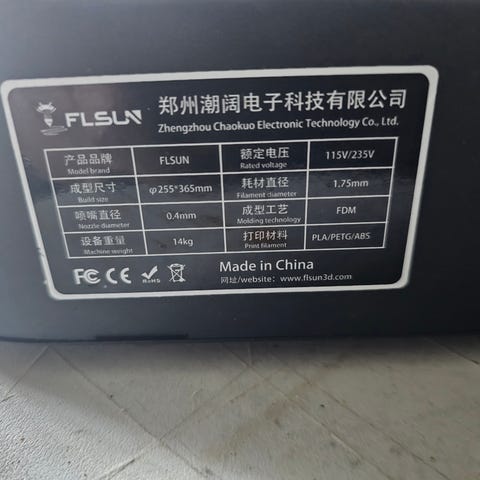 FLSUN 郑州潮阔电子科技有限公司
Zhengzhou Chaokuo Electronic Technology Co., Ltd.
产品品牌 FLSUN 额定电压 115V/235V
Model brand Rated voltage
成型尺寸 φ255*365mm 耗材直径 1.75mm
Build size Filament diameter
喷嘴直径 0.4mm 成型工艺 FDM
Nozzle diameter Molding technology
设备重量 14kg 打印材料 PLA/PETG/ABS
Machine weight Print filament
FC CE RoHS Made in China
网址/website: www.flsun3d.com